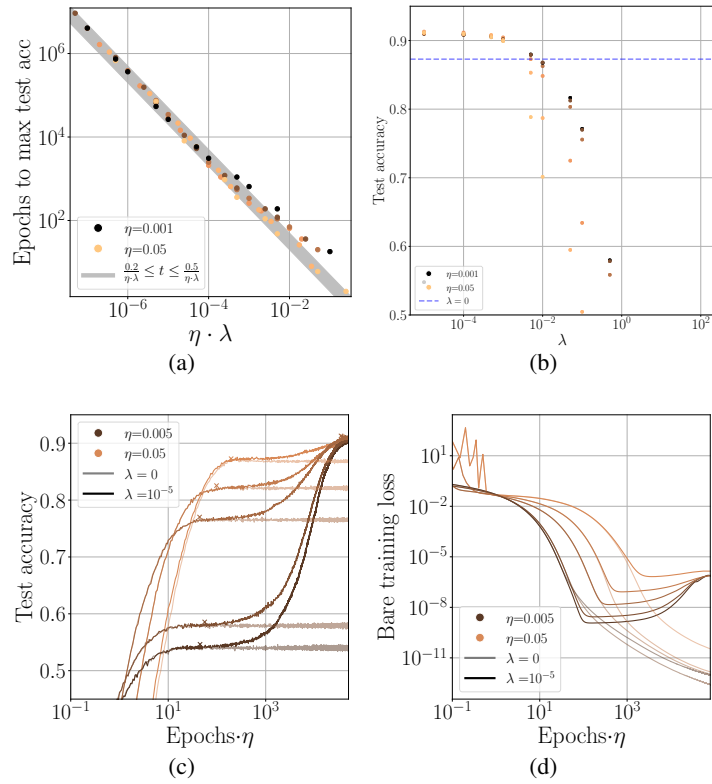 Epochs to max test acc
10^6
10^4
10^2
η=0.001
η=0.05
0.2/(η·λ) ≤ t ≤ 0.5/(η·λ)
10^−6 10^−4 10^−2
η · λ
(a)
Test accuracy
0.9
0.8
0.7
0.6
0.5
η=0.001
η=0.05
λ = 0
10^−4 10^−2 10^0 10^2
λ
(b)
Test accuracy
0.9
0.8
0.7
0.6
0.5
η=0.005
η=0.05
λ = 0
λ = 10^−5
10^−1 10^1 10^3
Epochs·η
(c)
Bare training loss
10^1
10^−2
10^−5
10^−8
10^−11
η=0.005
η=0.05
λ = 0
λ = 10^−5
10^−1 10^1 10^3
Epochs·η
(d)